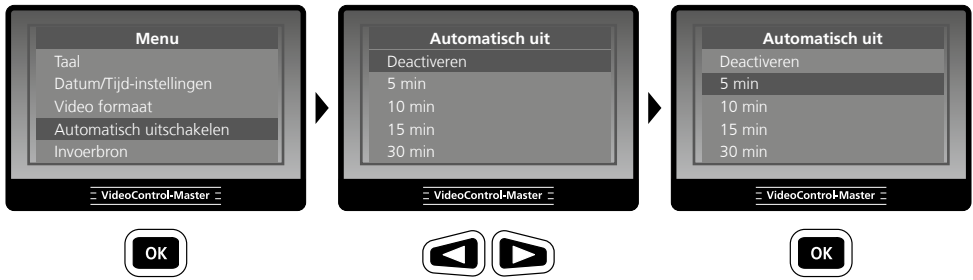 Menu
Taal
Datum/Tijd-instellingen
Video formaat
Automatisch uitschakelen
Invoerbron
VideoControl-Master
OK
Automatisch uit
Deactiveren
5 min
10 min
15 min
30 min
VideoControl-Master
Automatisch uit
Deactiveren
5 min
10 min
15 min
30 min
VideoControl-Master
OK